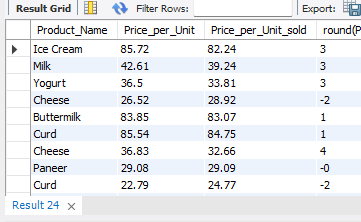 Result Grid Filter Rows: Export:
Product_Name Price_per_Unit Price_per_Unit_sold round(P
Ice Cream 85.72 82.24 3
Milk 42.61 39.24 3
Yogurt 36.5 33.81 3
Cheese 26.52 28.92 -2
Buttermilk 83.85 83.07 1
Curd 85.54 84.75 1
Cheese 36.83 32.66 4
Paneer 29.08 29.09 -0
Curd 22.79 24.77 -2
Result 24 ×